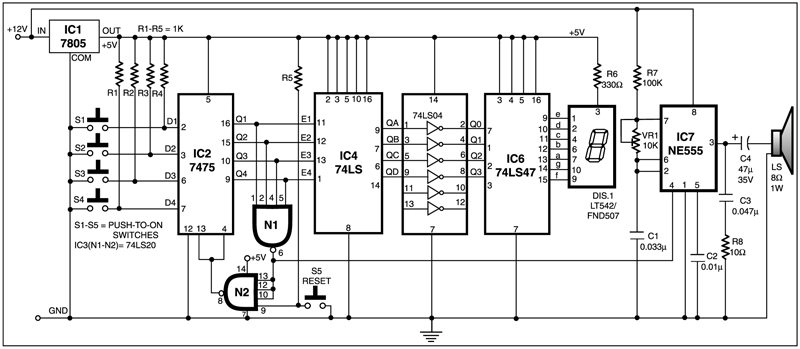 +12V
IN
IC1
7805
OUT
+5V
COM
R1-R5 = 1K
R1
R2
R3
R4
S1
S2
S3
S4
D1
D2
D3
D4
2
3
6
7
5
IC2
7475
16
15
10
9
12
13
4
Q1
Q2
Q3
Q4
E1
E2
E3
E4
S1-S5 = PUSH-TO-ON
SWITCHES
IC3(N1-N2)= 74LS20
1
2
4
5
N1
6
+5V
14
N2
13
12
10
9
8
7
S5
RESET
R5
2
3
5
10
16
11
12
13
1
IC4
74LS
9
7
6
14
8
QA
QB
QC
QD
14
74LS04
1
3
5
9
11
13
2
4
6
8
10
12
7
Q0
Q1
Q2
Q3
3
4
5
16
7
1
2
6
IC6
74LS47
9
10
11
12
13
14
15
7
e
d
c
b
a
g
f
+5V
R6
330Ω
3
DIS.1
LT542/
FND507
R7
100K
VR1
10K
C1
0.033µ
7
8
6
2
IC7
NE555
3
4
1
5
C2
0.01µ
+
C4
47µ
35V
C3
0.047µ
R8
10Ω
LS
8Ω
1W
GND